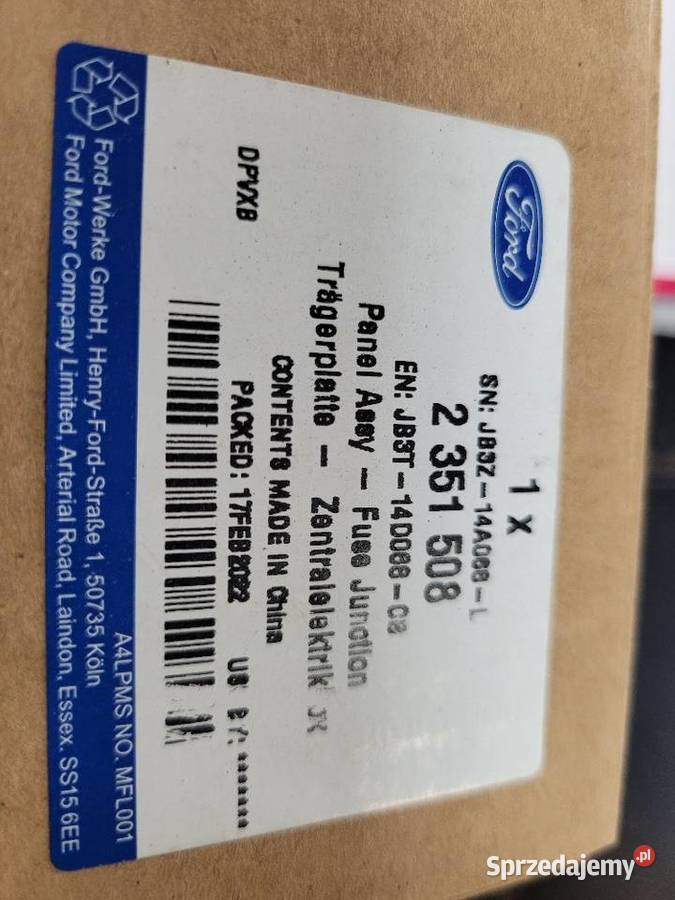 Ford
1 x
SN: JB3Z-14A068-L
2 351 508
EN: JB3T-14D068-CB
Panel Assy - Fuse Junction
Trägerplatte - Zentralelektrik
CONTENTS MADE IN China
DPVXB PACKED: 17FEB2022
A4LPMS NO. MFL001
Ford-Werke GmbH, Henry-Ford-Straße 1, 50735 Köln
Ford Motor Company Limited, Arterial Road, Laindon, Essex. SS15 6EE
Sprzedajemy.pl